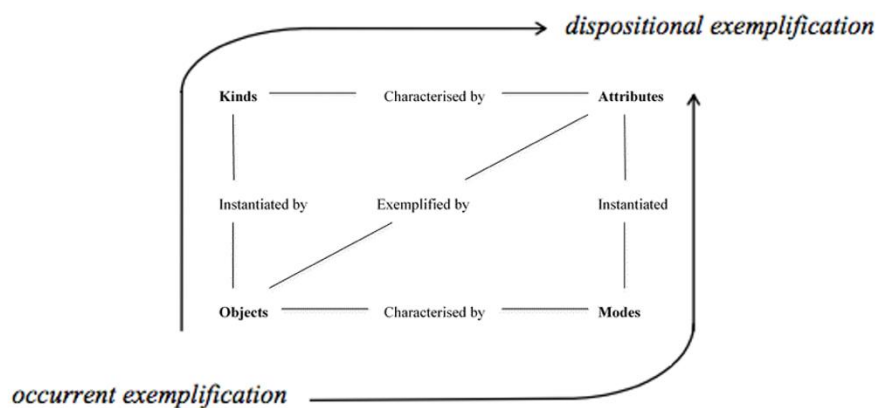 dispositional exemplification
Kinds Characterised by Attributes
Instantiated by Exemplified by Instantiated
Objects Characterised by Modes
occurrent exemplification